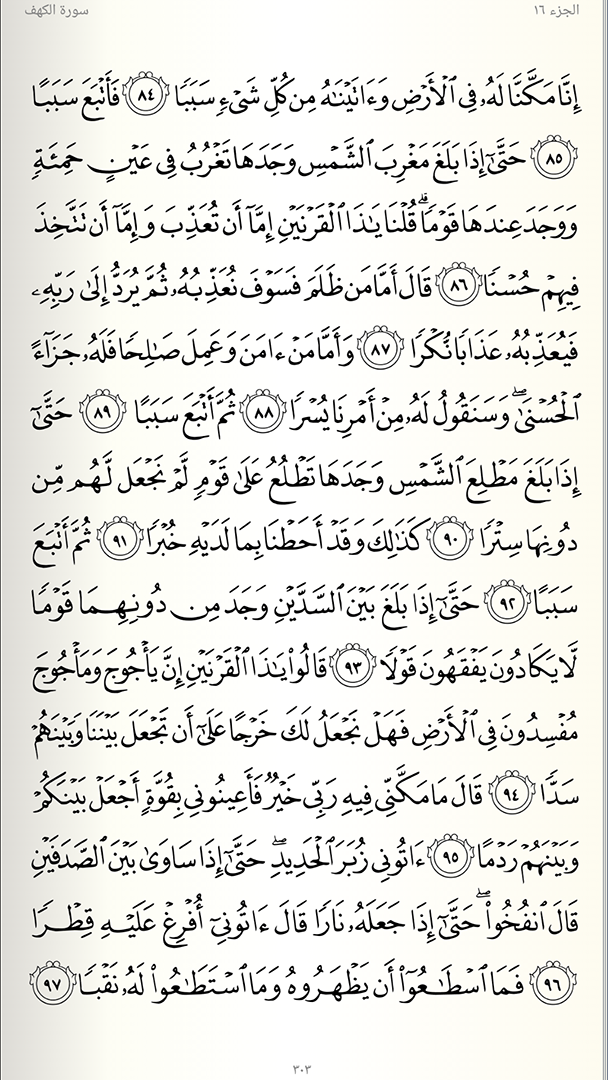 الجزء ١٦
سورة الكهف
إِنَّا مَكَّنَّا لَهُۥ فِي ٱلۡأَرۡضِ وَءَاتَيۡنَٰهُ مِن كُلِّ شَيۡءٖ سَبَبٗا ٨٤ فَأَتۡبَعَ سَبَبًا
٨٥ حَتَّىٰٓ إِذَا بَلَغَ مَغۡرِبَ ٱلشَّمۡسِ وَجَدَهَا تَغۡرُبُ فِي عَيۡنٍ حَمِئَةٖ
وَوَجَدَ عِندَهَا قَوۡمٗاۖ قُلۡنَا يَٰذَا ٱلۡقَرۡنَيۡنِ إِمَّآ أَن تُعَذِّبَ وَإِمَّآ أَن تَتَّخِذَ
فِيهِمۡ حُسۡنٗا ٨٦ قَالَ أَمَّا مَن ظَلَمَ فَسَوۡفَ نُعَذِّبُهُۥ ثُمَّ يُرَدُّ إِلَىٰ رَبِّهِۦ
فَيُعَذِّبُهُۥ عَذَابٗا نُّكۡرٗا ٨٧ وَأَمَّا مَنۡ ءَامَنَ وَعَمِلَ صَٰلِحٗا فَلَهُۥ جَزَآءً
ٱلۡحُسۡنَىٰۖ وَسَنَقُولُ لَهُۥ مِنۡ أَمۡرِنَا يُسۡرٗا ٨٨ ثُمَّ أَتۡبَعَ سَبَبًا ٨٩ حَتَّىٰٓ
إِذَا بَلَغَ مَطۡلِعَ ٱلشَّمۡسِ وَجَدَهَا تَطۡلُعُ عَلَىٰ قَوۡمٖ لَّمۡ نَجۡعَل لَّهُم مِّن
دُونِهَا سِتۡرٗا ٩٠ كَذَٰلِكَ وَقَدۡ أَحَطۡنَا بِمَا لَدَيۡهِ خُبۡرٗا ٩١ ثُمَّ أَتۡبَعَ
سَبَبًا ٩٢ حَتَّىٰٓ إِذَا بَلَغَ بَيۡنَ ٱلسَّدَّيۡنِ وَجَدَ مِن دُونِهِمَا قَوۡمٗا
لَّا يَكَادُونَ يَفۡقَهُونَ قَوۡلٗا ٩٣ قَالُواْ يَٰذَا ٱلۡقَرۡنَيۡنِ إِنَّ يَأۡجُوجَ وَمَأۡجُوجَ
مُفۡسِدُونَ فِي ٱلۡأَرۡضِ فَهَلۡ نَجۡعَلُ لَكَ خَرۡجًا عَلَىٰٓ أَن تَجۡعَلَ بَيۡنَنَا وَبَيۡنَهُمۡ
سَدّٗا ٩٤ قَالَ مَا مَكَّنِّي فِيهِ رَبِّي خَيۡرٞ فَأَعِينُونِي بِقُوَّةٍ أَجۡعَلۡ بَيۡنَكُمۡ
وَبَيۡنَهُمۡ رَدۡمًا ٩٥ ءَاتُونِي زُبَرَ ٱلۡحَدِيدِۖ حَتَّىٰٓ إِذَا سَاوَىٰ بَيۡنَ ٱلصَّدَفَيۡنِ
قَالَ ٱنفُخُواْۖ حَتَّىٰٓ إِذَا جَعَلَهُۥ نَارٗا قَالَ ءَاتُونِيٓ أُفۡرِغۡ عَلَيۡهِ قِطۡرٗا
٩٦ فَمَا ٱسۡطَٰعُوٓاْ أَن يَظۡهَرُوهُ وَمَا ٱسۡتَطَٰعُواْ لَهُۥ نَقۡبٗا ٩٧
٣٠٣